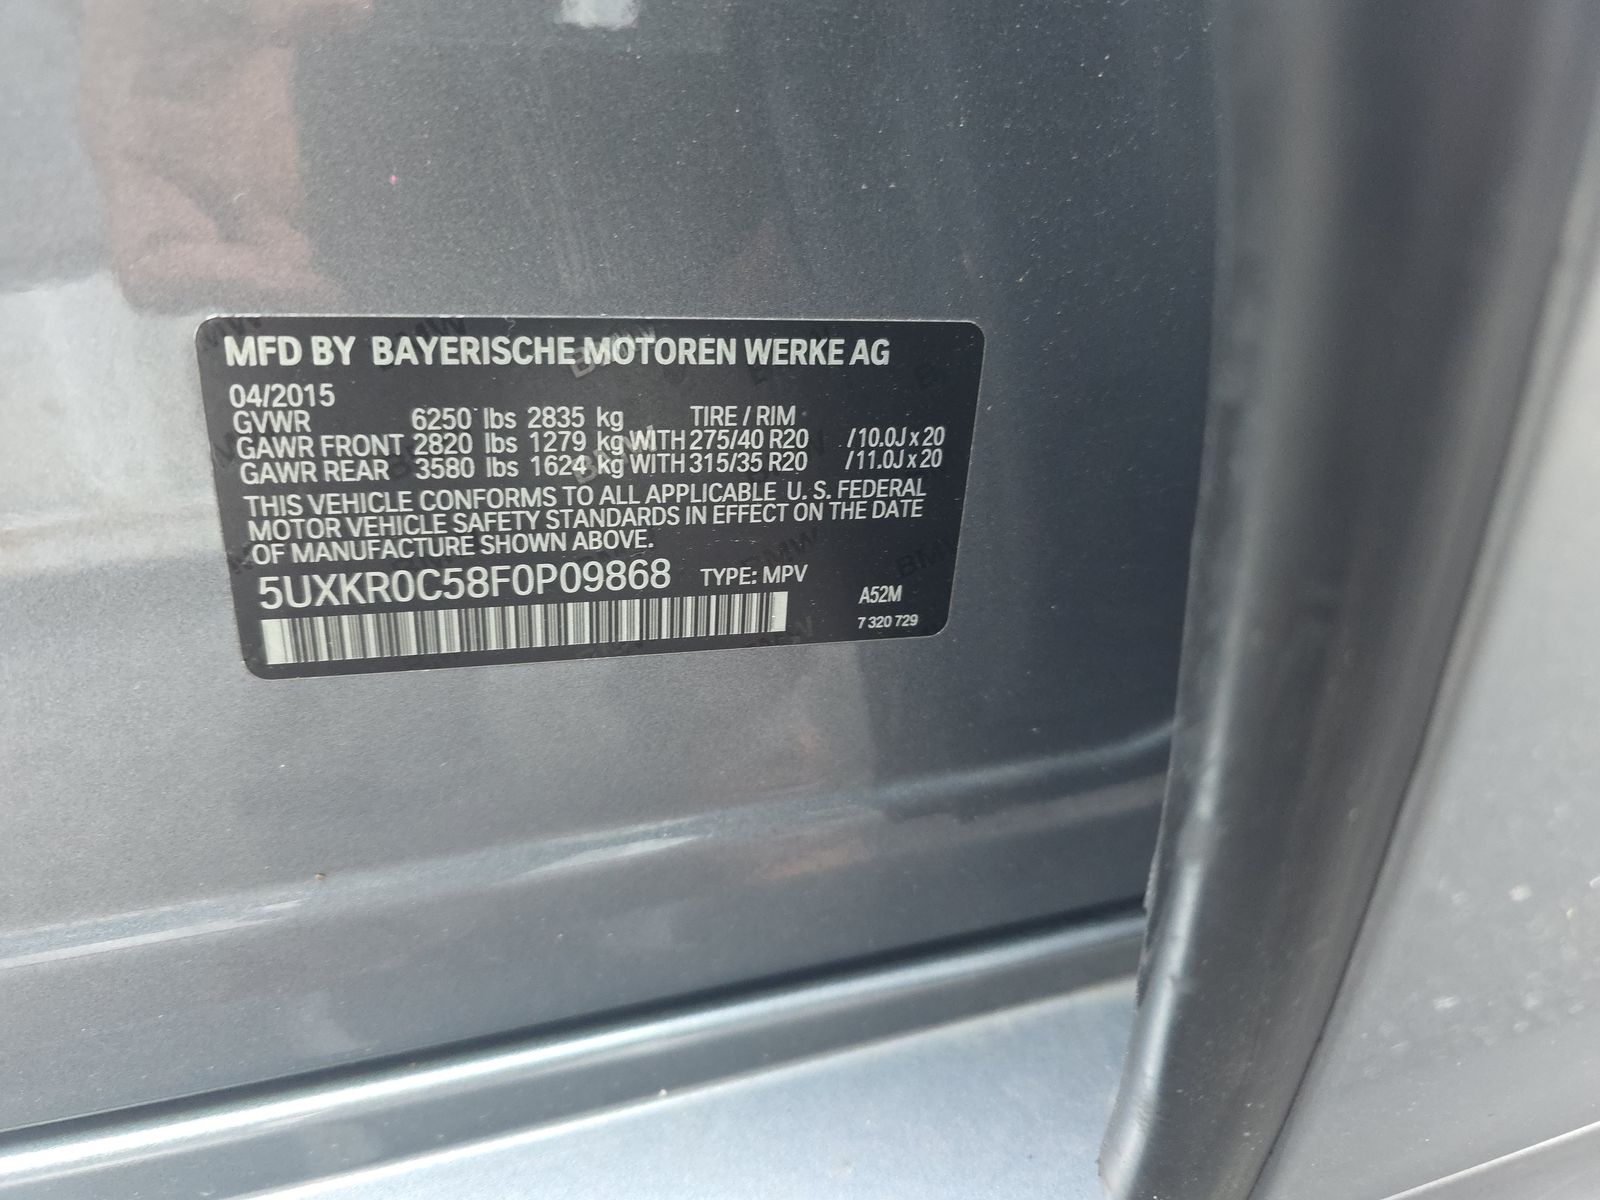 MFD BY BAYERISCHE MOTOREN WERKE AG
04/2015
GVWR 6250 lbs 2835 kg TIRE / RIM
GAWR FRONT 2820 lbs 1279 kg WITH 275/40 R20 /10.0J x 20
GAWR REAR 3580 lbs 1624 kg WITH 315/35 R20 /11.0J x 20
THIS VEHICLE CONFORMS TO ALL APPLICABLE U. S. FEDERAL
MOTOR VEHICLE SAFETY STANDARDS IN EFFECT ON THE DATE
OF MANUFACTURE SHOWN ABOVE.
5UXKR0C58F0P09868 TYPE: MPV
A52M
7 320 729